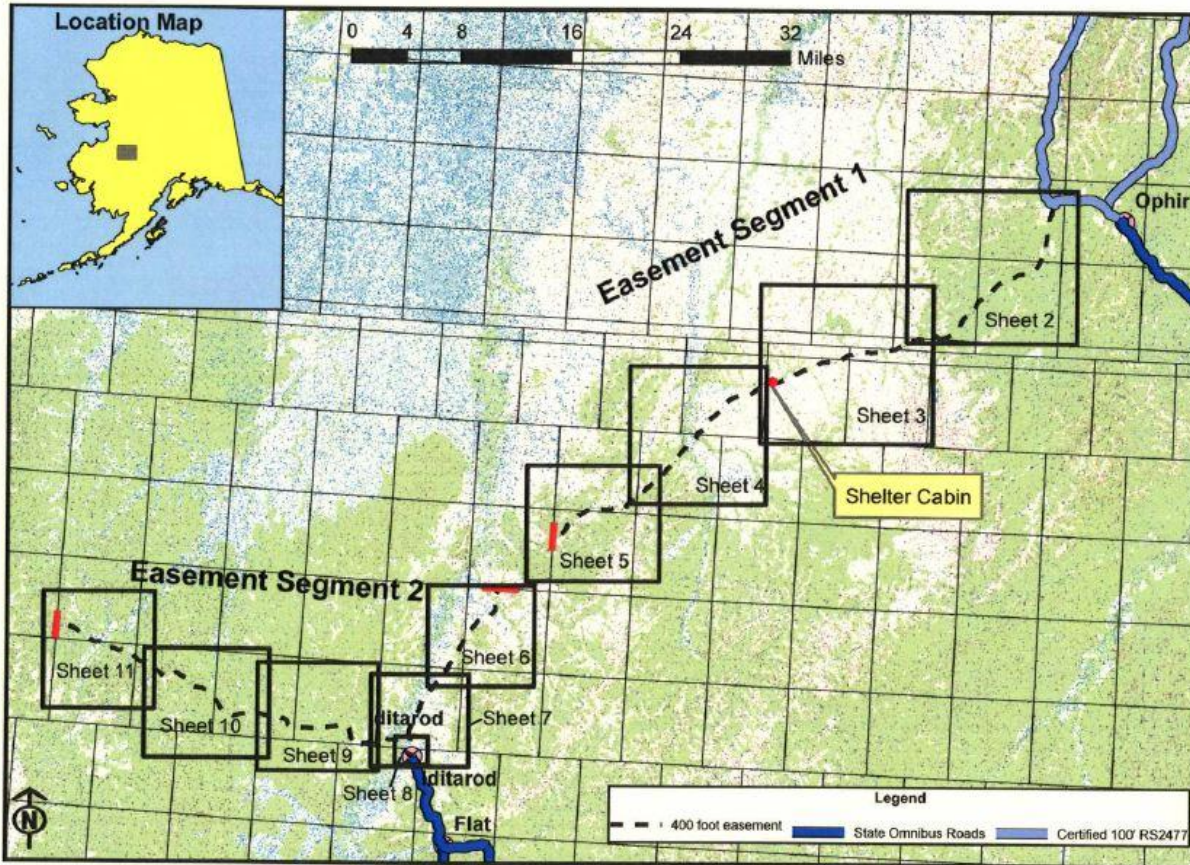 Location Map
0 4 8 16 24 32
Miles
Easement Segment 1
Ophir
Sheet 2
Sheet 3
Sheet 4
Shelter Cabin
Sheet 5
Easement Segment 2
Sheet 6
Sheet 11
Sheet 7
Sheet 10
ditarod
Sheet 9
ditarod
Sheet 8
Flat
N
Legend
400 foot easement
State Omnibus Roads
Certified 100' RS2477